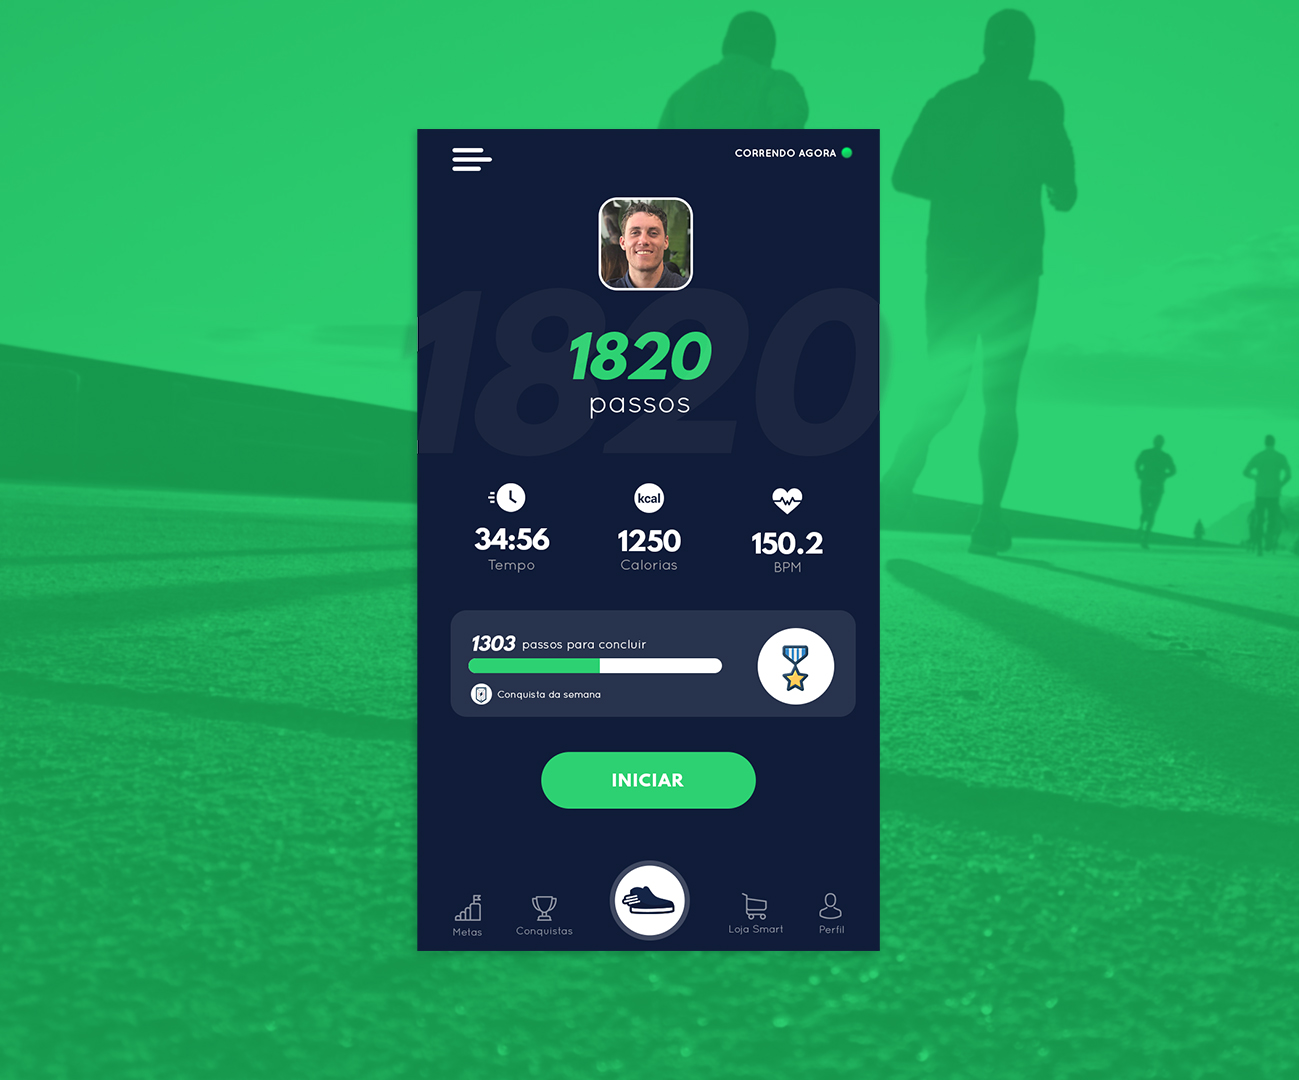 CORRENDO AGORA
1820
1820
passos
kcal
34:56
1250
150.2
Tempo
Calorias
BPM
1303 passos para concluir
Conquista da semana
INICIAR
Metas
Conquistas
Loja Smart
Perfil